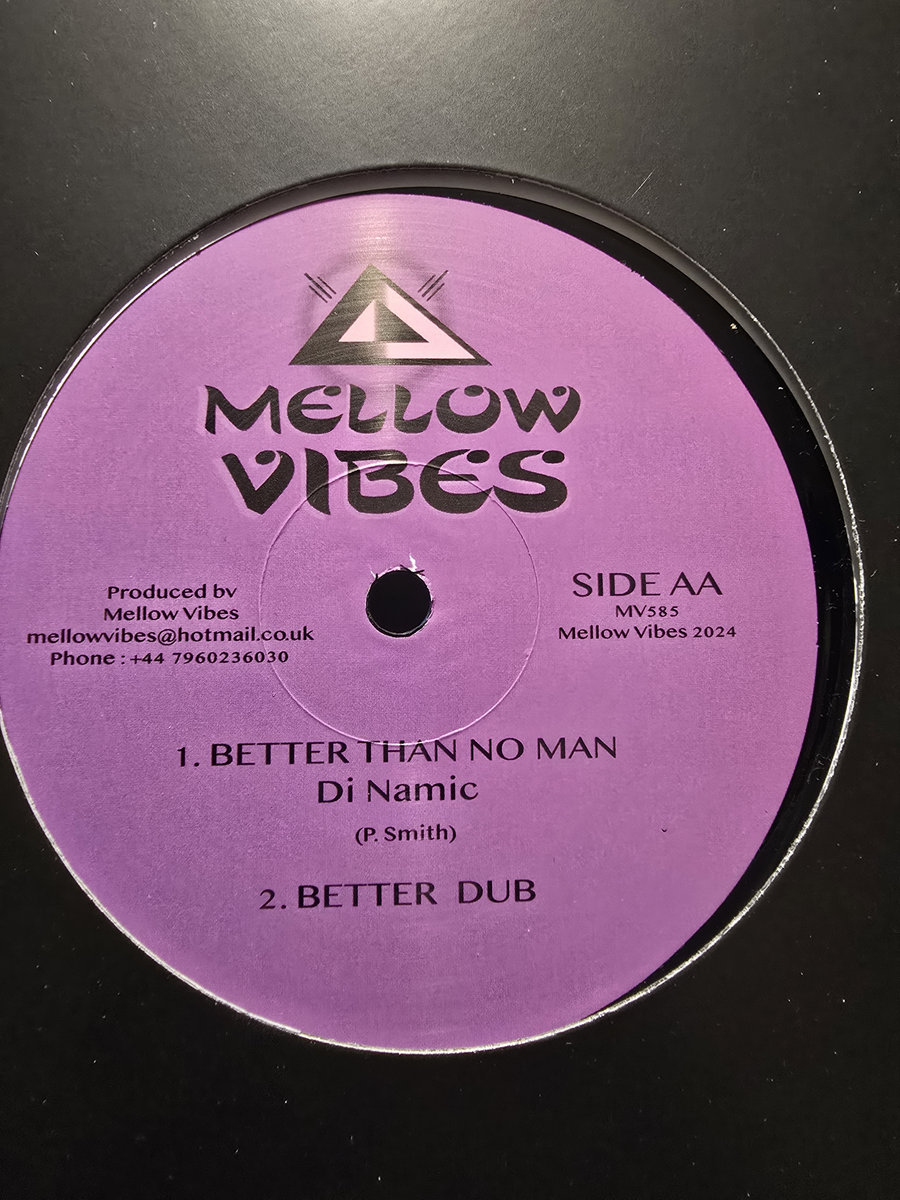 MELLOW
VIBES
Produced by
Mellow Vibes
mellowvibes@hotmail.co.uk
Phone : +44 7960236030
SIDE AA
MV585
Mellow Vibes 2024
1. BETTER THAN NO MAN
Di Namic
(P. Smith)
2. BETTER DUB